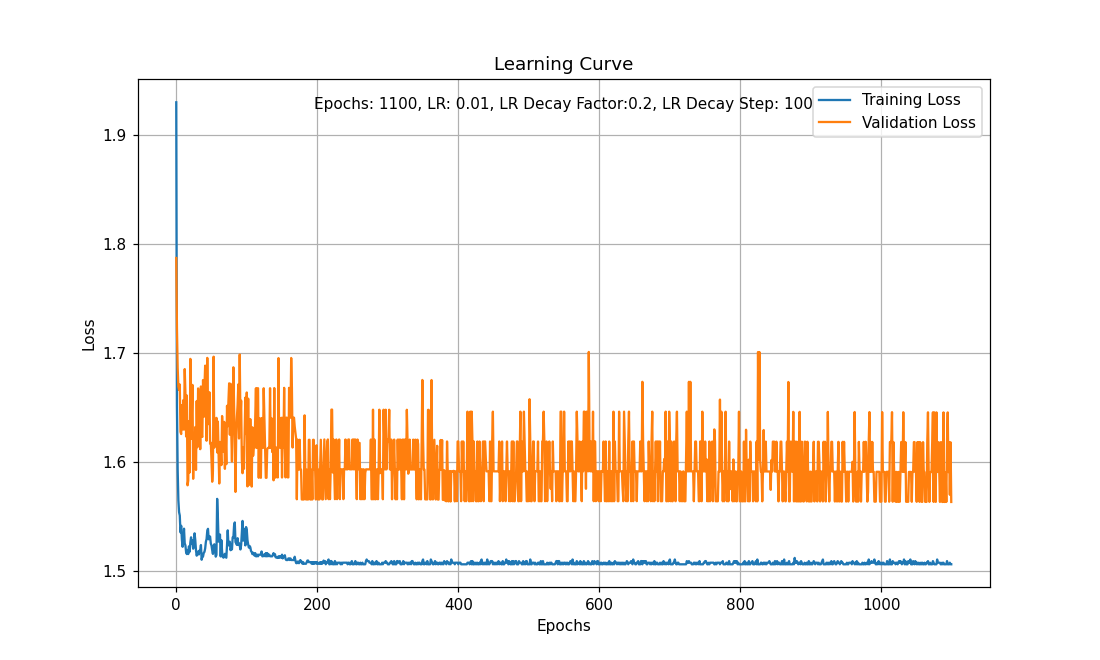 Learning Curve
Epochs: 1100, LR: 0.01, LR Decay Factor:0.2, LR Decay Step: 100
Training Loss
Validation Loss
1.9
1.8
1.7
1.6
1.5
Loss
0
200
400
600
800
1000
Epochs